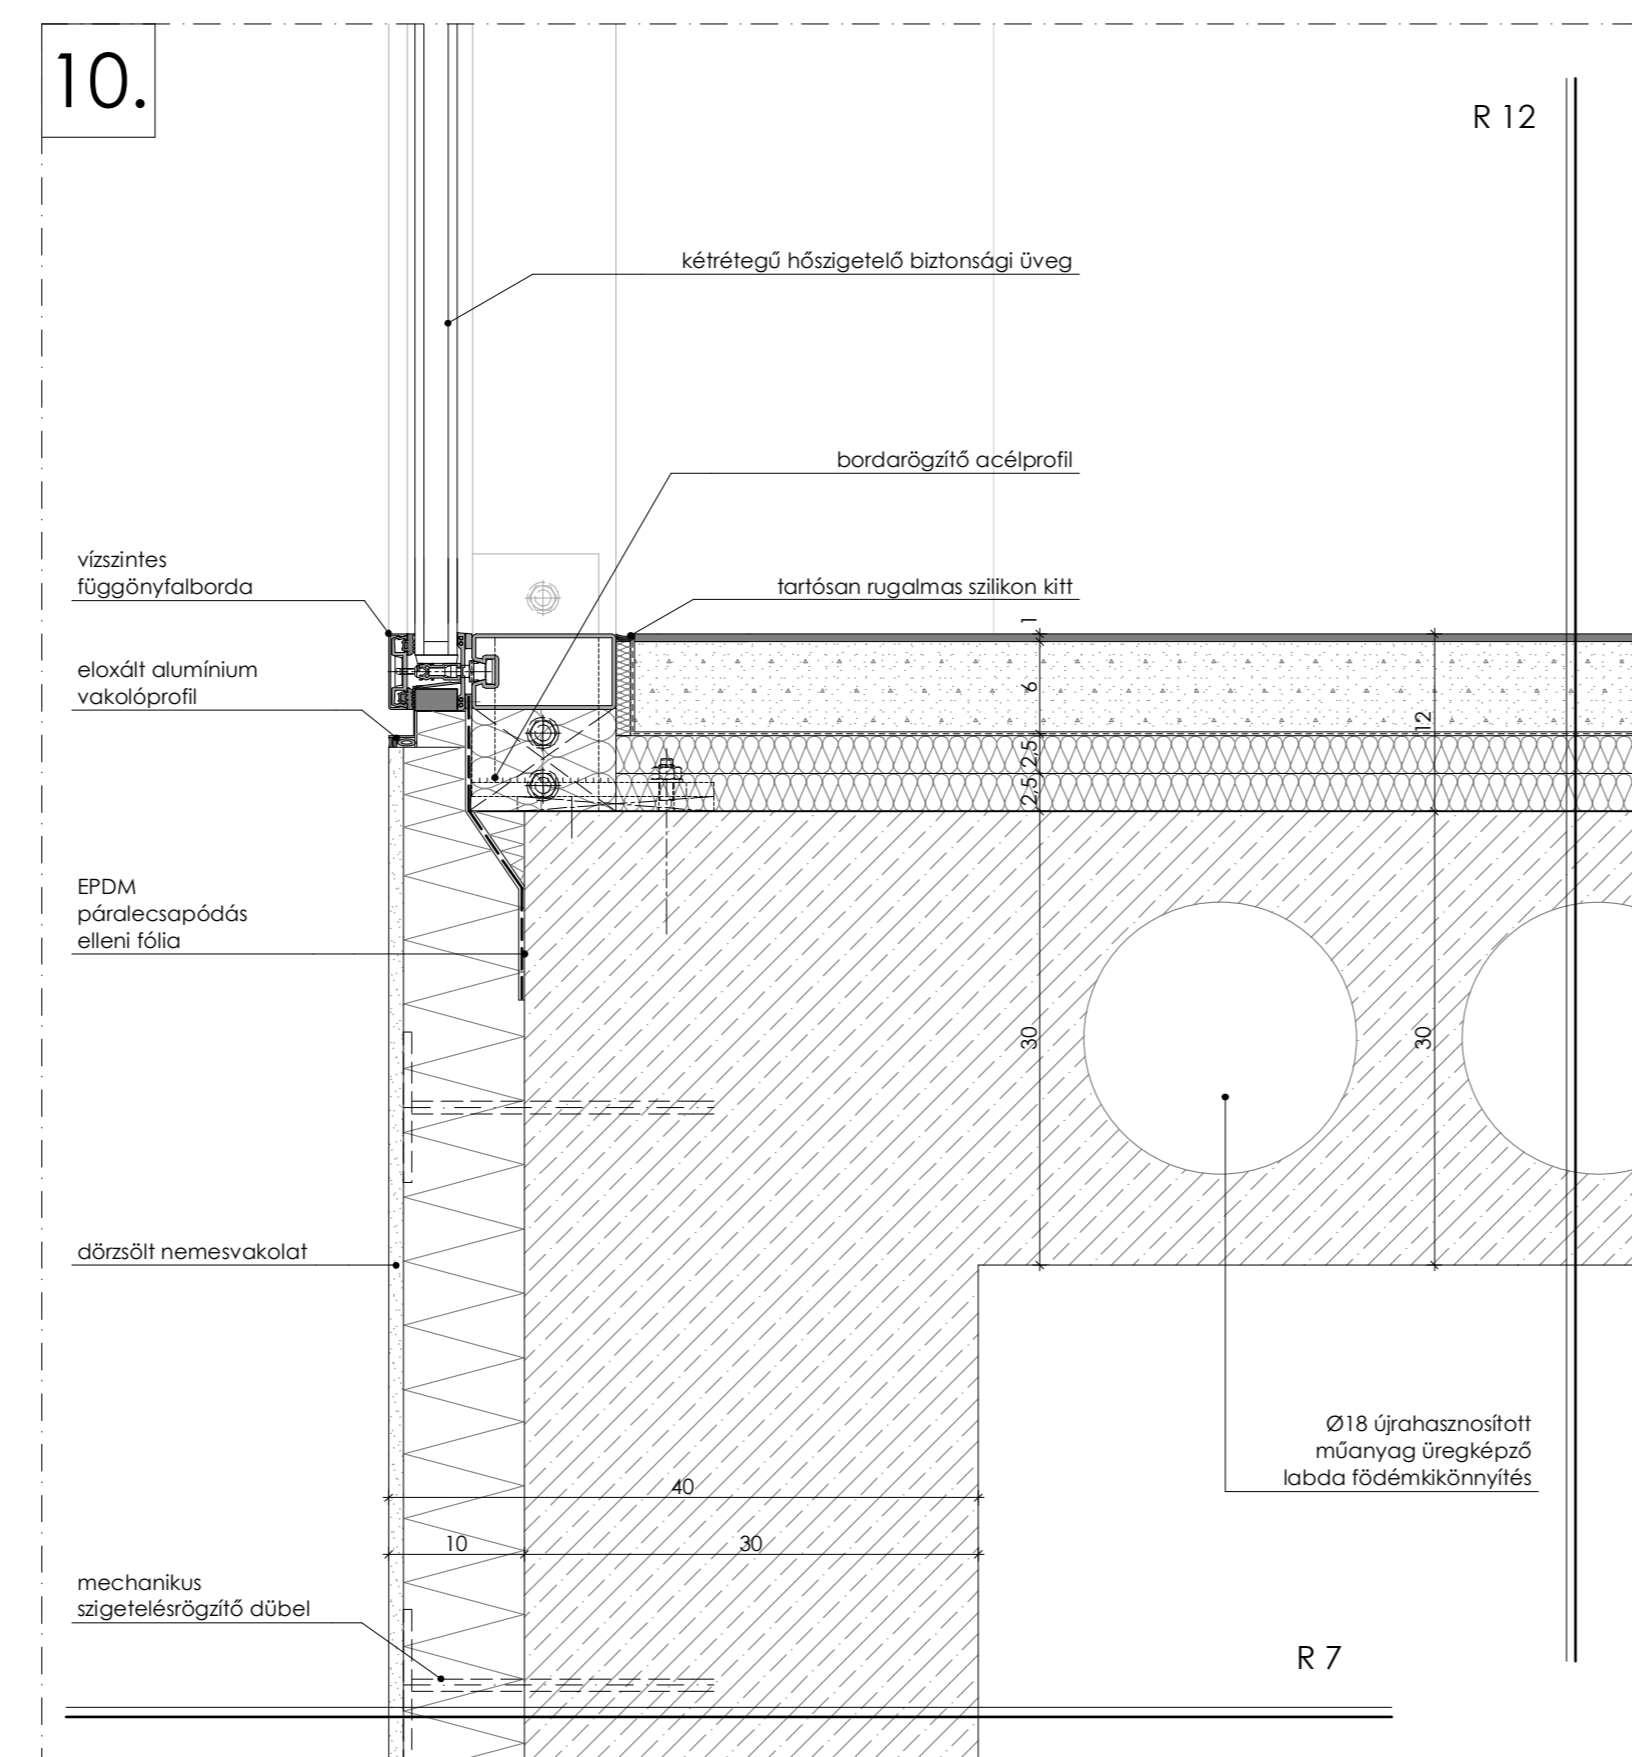 10.
R 12
kétrétegű hőszigetelő biztonsági üveg
bordarögzítő acélprofil
vízszintes
függönyfalborda
tartósan rugalmas szilikon kitt
1
eloxált alumínium
vakolóprofil
6
12
2,5
2,5
EPDM
páralecsapódás
elleni fólia
30
30
dörzsölt nemesvakolat
Ø18 újrahasznosított
műanyag üregképző
labda födémkikönnyítés
40
10
30
mechanikus
szigetelésrögzítő dübel
R 7